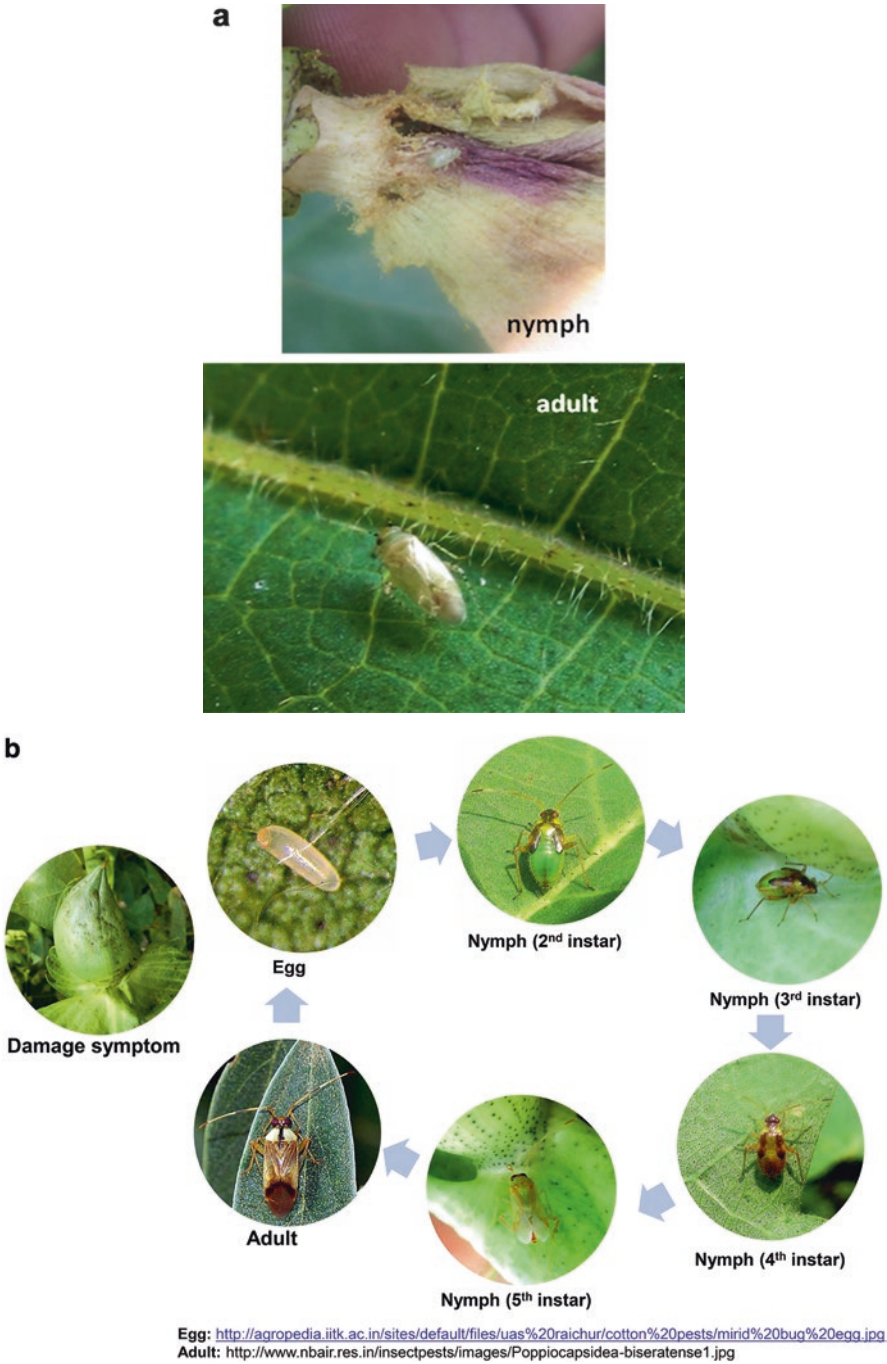 a
nymph
adult
b
Egg
Nymph (2nd instar)
Nymph (3rd instar)
Damage symptom
Adult
Nymph (5th instar)
Nymph (4th instar)
Egg: http://agropedia.iitk.ac.in/sites/default/files/uas%20raichur/cotton%20pests/mirid%20bug%20egg.jpg
Adult: http://www.nbair.res.in/insectpests/images/Poppiocapsidea-biseratense1.jpg